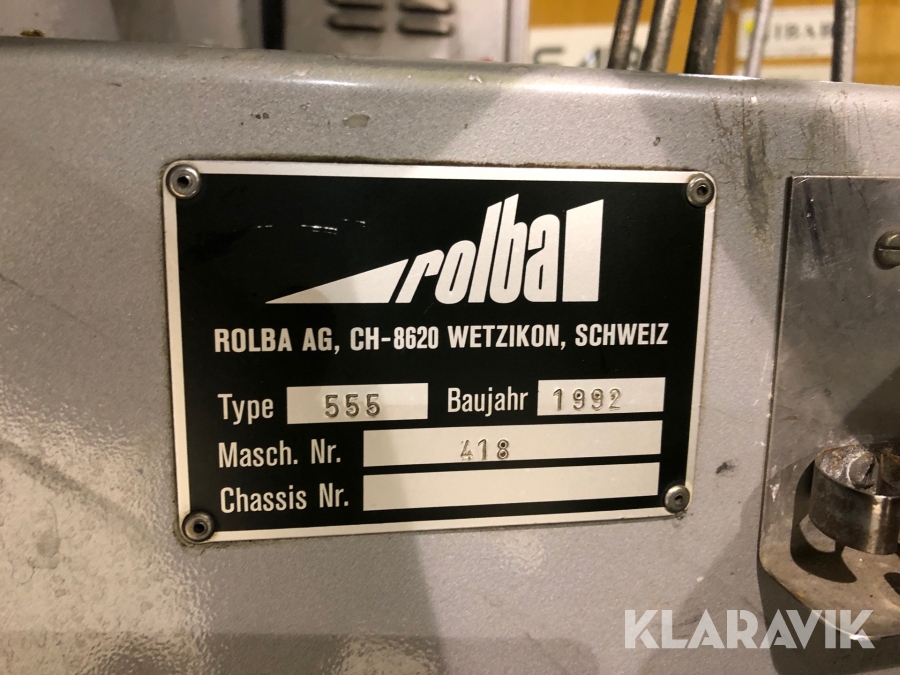 rolba
ROLBA AG, CH-8620 WETZIKON, SCHWEIZ
Type 555 Baujahr 1992
Masch. Nr. 418
Chassis Nr.
KLARAVIK